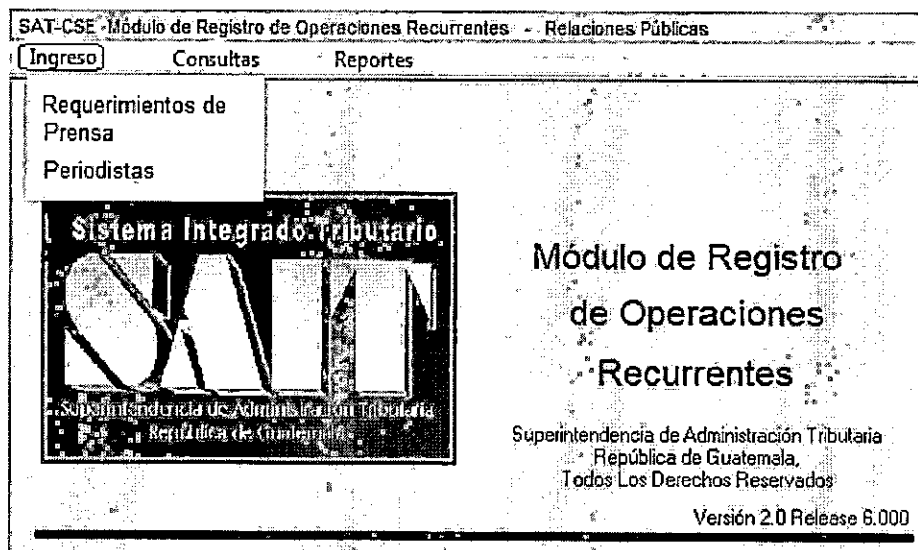 SAT-CSE Módulo de Registro de Operaciones Recurrentes - Relaciones Públicas
Ingreso Consultas Reportes
Requerimientos de
Prensa
Periodistas
Sistema Integrado Tributario
SAT
Superintendencia de Administración Tributaria
República de Guatemala
Módulo de Registro
de Operaciones
Recurrentes
Superintendencia de Administración Tributaria
República de Guatemala,
Todos Los Derechos Reservados
Versión 2.0 Release 6.000